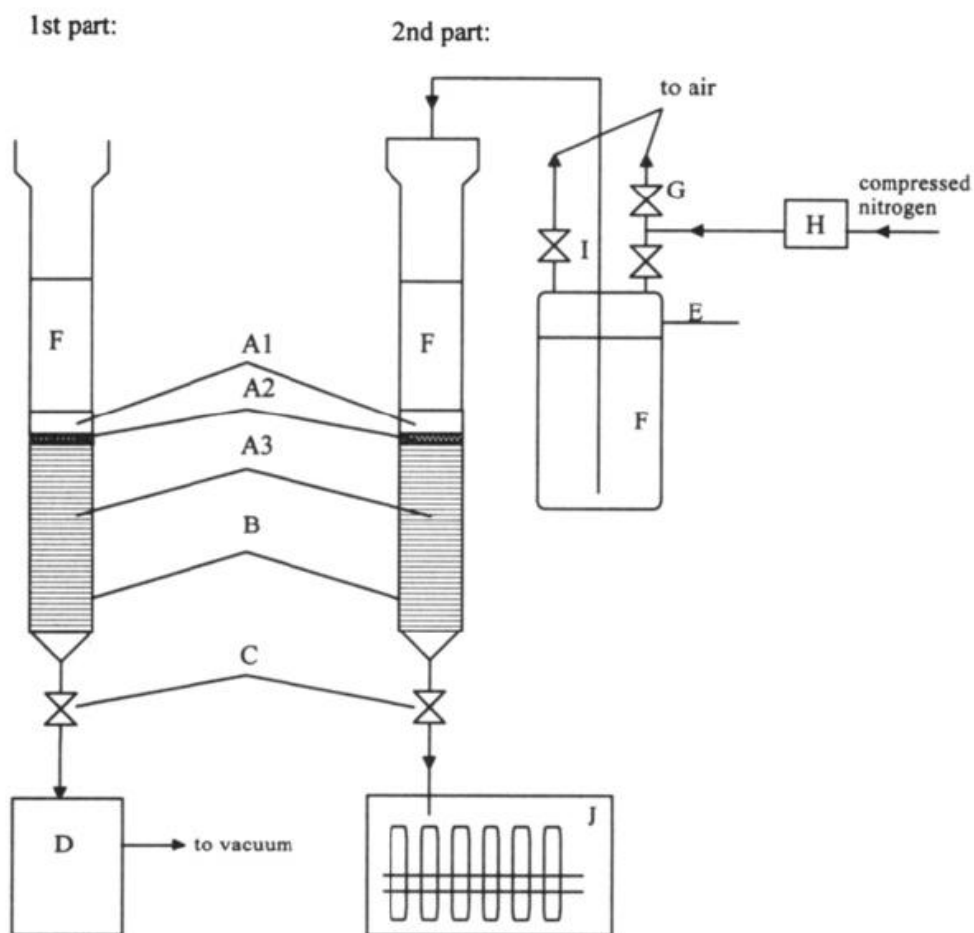 1st part:
2nd part:
to air
G
compressed
nitrogen
H
I
E
F
F
A1
A2
F
A3
B
C
J
D
to vacuum